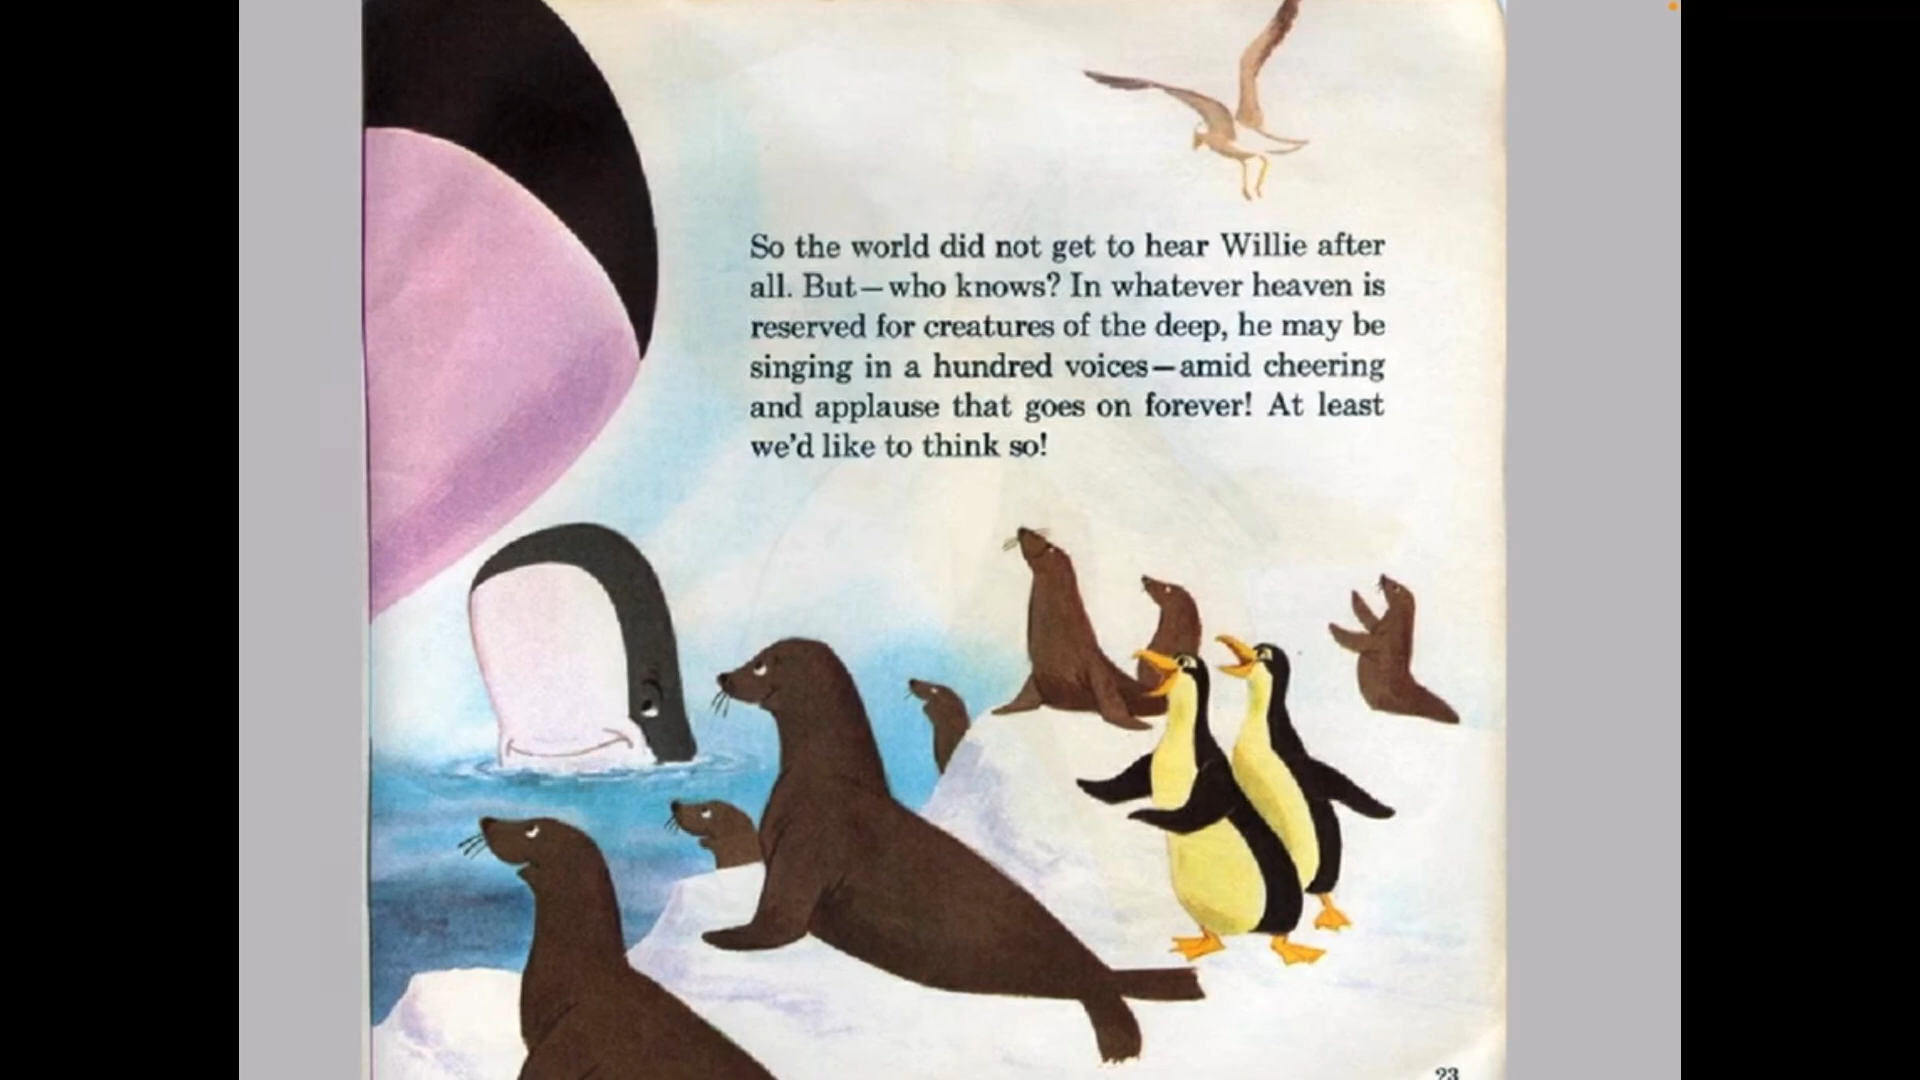 So the world did not get to hear Willie after
all. But—who knows? In whatever heaven is
reserved for creatures of the deep, he may be
singing in a hundred voices—amid cheering
and applause that goes on forever! At least
we'd like to think so!
23